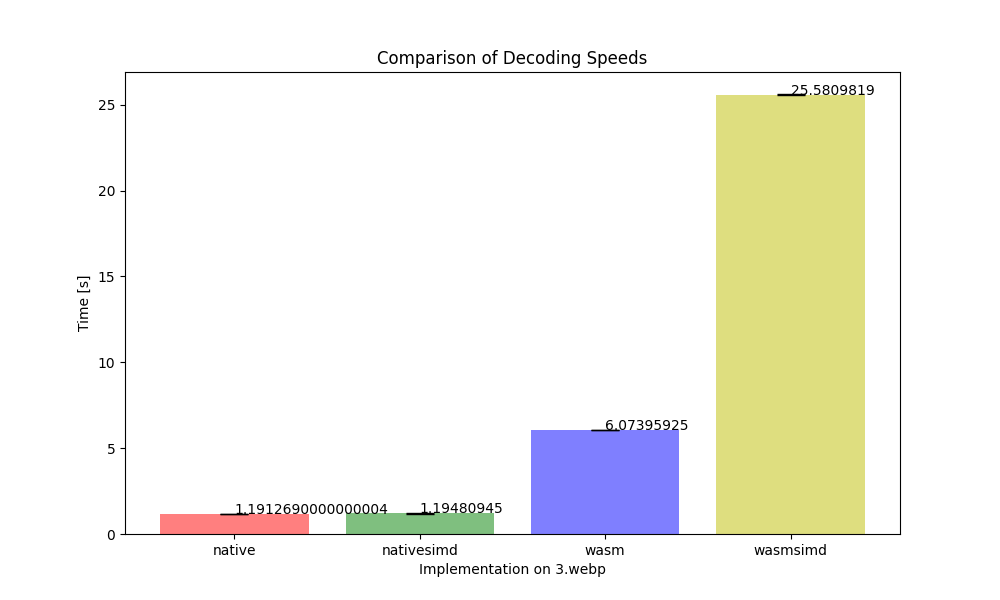 Comparison of Decoding Speeds
25.5809819
25
20
Time [s]
15
10
6.07395925
5
1.1912690000000004
1.19480945
0
native
nativesimd
wasm
wasmsimd
Implementation on 3.webp